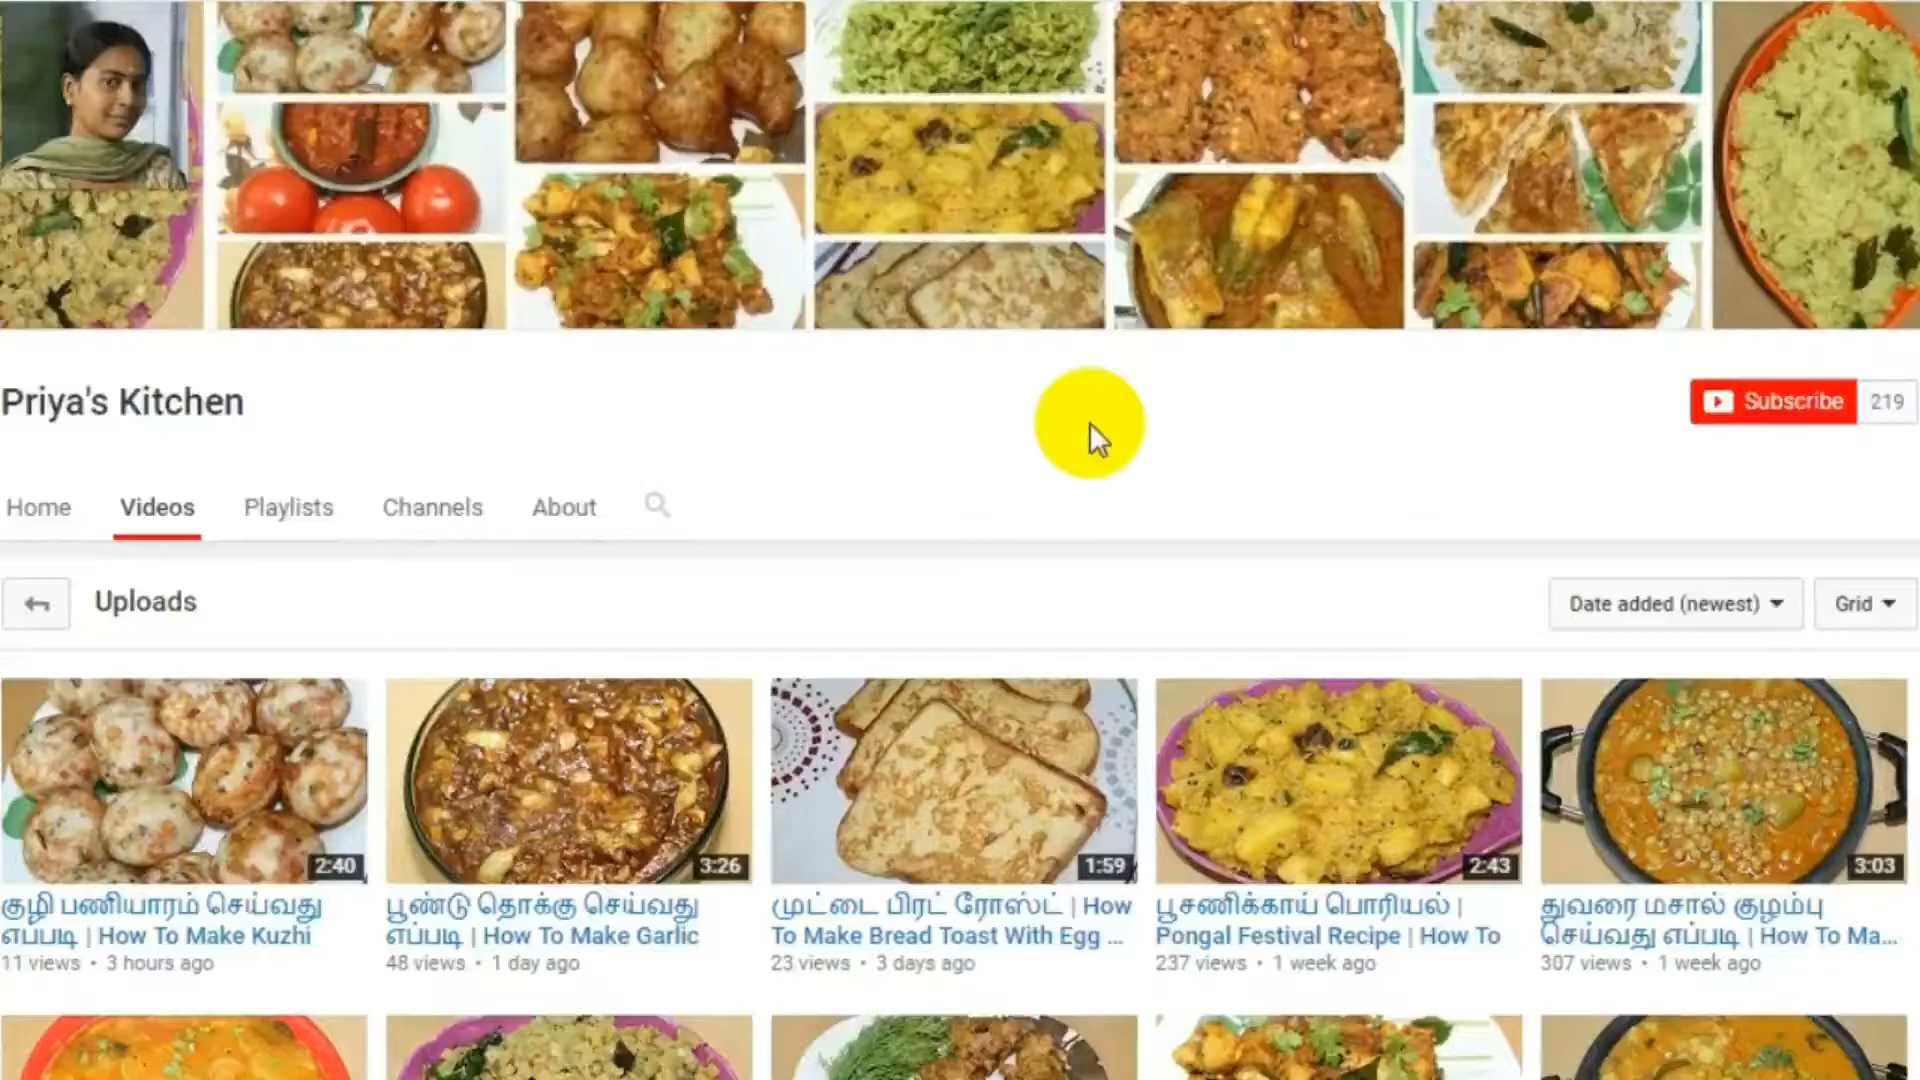 Priya's Kitchen
Subscribe 219
Home Videos Playlists Channels About
Uploads
Date added (newest) Grid
2:40 3:26 1:59 2:43 3:03
குழி பணியாரம் செய்வது
எப்படி | How To Make Kuzhi
11 views • 3 hours ago
பூண்டு தொக்கு செய்வது
எப்படி | How To Make Garlic
48 views • 1 day ago
முட்டை பிரட் ரோஸ்ட் | How
To Make Bread Toast With Egg ...
23 views • 3 days ago
பூசணிக்காய் பொரியல் |
Pongal Festival Recipe | How To
237 views • 1 week ago
துவரை மசால் குழம்பு
செய்வது எப்படி | How To Ma...
307 views • 1 week ago